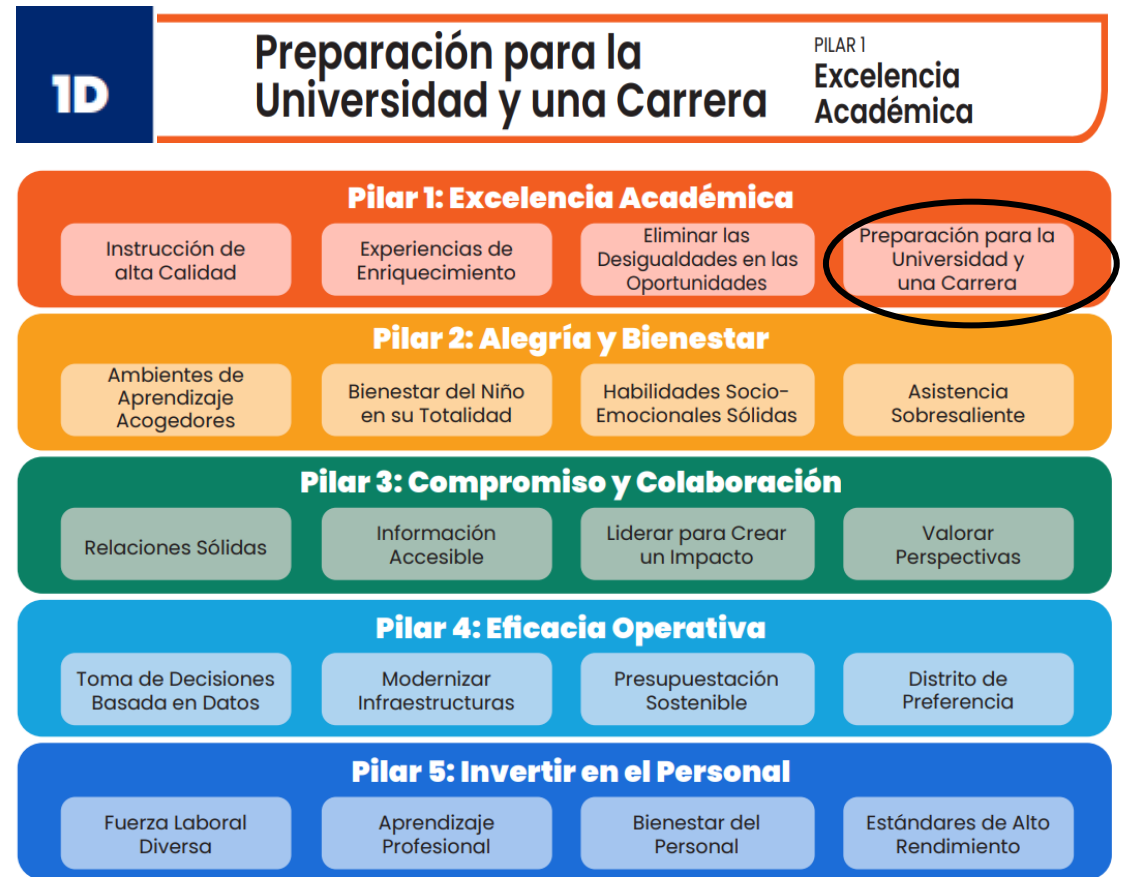 1D
Preparación para la
Universidad y una Carrera
PILAR 1
Excelencia
Académica
Pilar 1: Excelencia Académica
Instrucción de
alta Calidad
Experiencias de
Enriquecimiento
Eliminar las
Desigualdades en las
Oportunidades
Preparación para la
Universidad y
una Carrera
Pilar 2: Alegría y Bienestar
Ambientes de
Aprendizaje
Acogedores
Bienestar del Niño
en su Totalidad
Habilidades Socio-
Emocionales Sólidas
Asistencia
Sobresaliente
Pilar 3: Compromiso y Colaboración
Relaciones Sólidas
Información
Accesible
Liderar para Crear
un Impacto
Valorar
Perspectivas
Pilar 4: Eficacia Operativa
Toma de Decisiones
Basada en Datos
Modernizar
Infraestructuras
Presupuestación
Sostenible
Distrito de
Preferencia
Pilar 5: Invertir en el Personal
Fuerza Laboral
Diversa
Aprendizaje
Profesional
Bienestar del
Personal
Estándares de Alto
Rendimiento